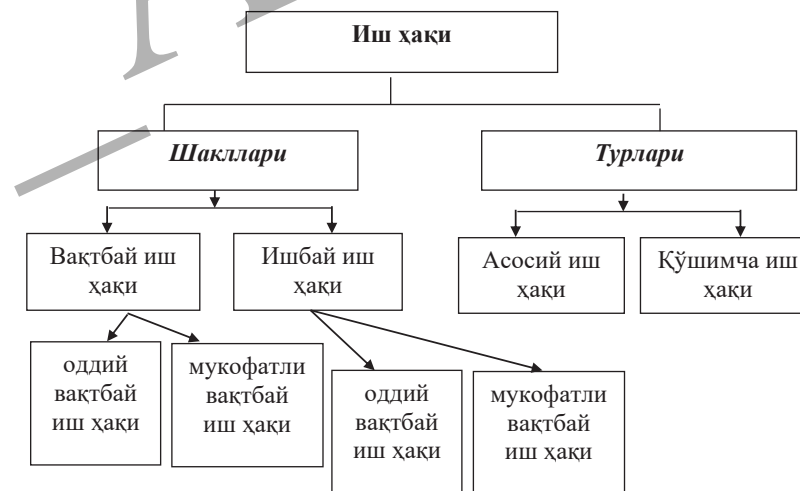 Иш ҳақи
Шакллари
Турлари
Вақтбай иш
ҳақи
Ишбай иш
ҳақи
Асосий иш
ҳақи
Қўшимча иш
ҳақи
оддий
вақтбай
иш ҳақи
мукофатли
вақтбай
иш ҳақи
оддий
вақтбай
иш ҳақи
мукофатли
вақтбай
иш ҳақи